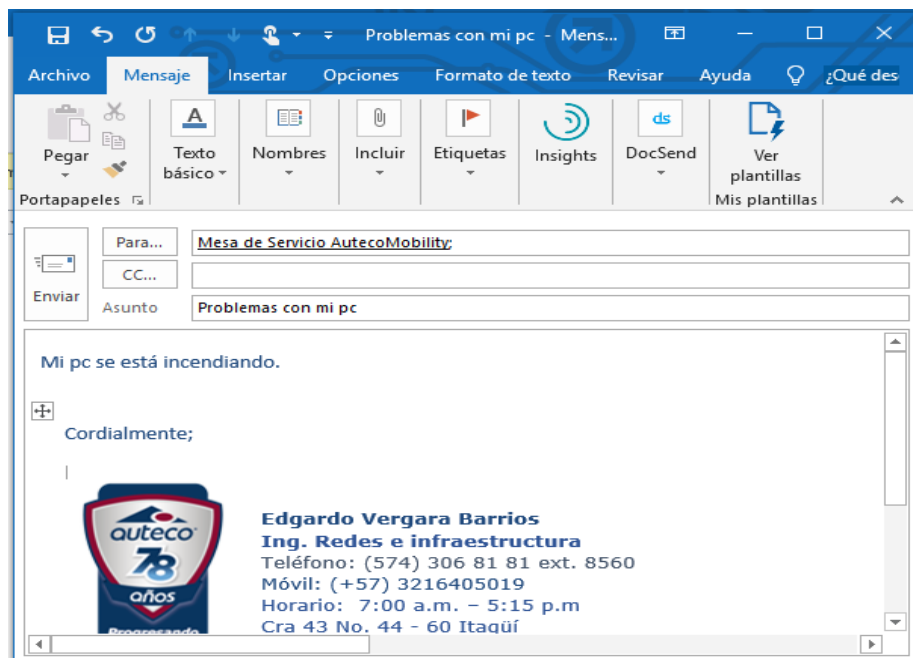 Problemas con mi pc - Mens...
Archivo Mensaje Insertar Opciones Formato de texto Revisar Ayuda ¿Qué des
Pegar
Texto básico
Nombres
Incluir
Etiquetas
Insights
ds
DocSend
Ver plantillas
Portapapeles
Mis plantillas
Para... Mesa de Servicio AutecoMobility;
CC...
Enviar
Asunto Problemas con mi pc
Mi pc se está incendiando.
Cordialmente;
auteco
78
años
Progresando
Edgardo Vergara Barrios
Ing. Redes e infraestructura
Teléfono: (574) 306 81 81 ext. 8560
Móvil: (+57) 3216405019
Horario: 7:00 a.m. – 5:15 p.m
Cra 43 No. 44 - 60 Itagüí